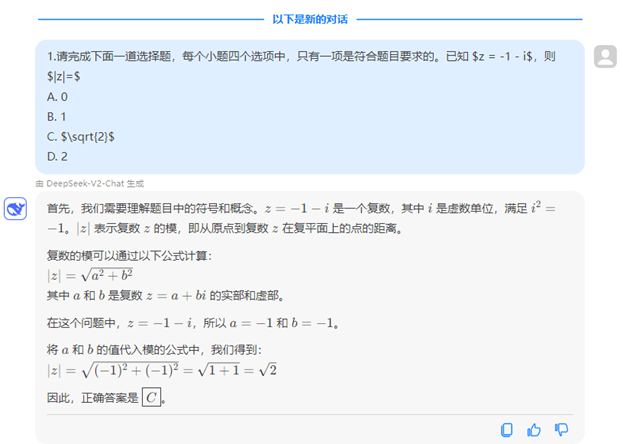 以下是新的对话
1.请完成下面一道选择题，每个小题四个选项中，只有一项是符合题目要求的。已知 $z = -1 - i$，则
$|z|=$
A. 0
B. 1
C. $\sqrt{2}$
D. 2
由 DeepSeek-V2-Chat 生成
首先，我们需要理解题目中的符号和概念。z = −1 − i 是一个复数，其中 i 是虚数单位，满足 i² =
−1。|z| 表示复数 z 的模，即从原点到复数 z 在复平面上的点的距离。
复数的模可以通过以下公式计算：
|z| = √(a² + b²)
其中 a 和 b 是复数 z = a + bi 的实部和虚部。
在这个问题中，z = −1 − i，所以 a = −1 和 b = −1。
将 a 和 b 的值代入模的公式中，我们得到：
|z| = √((−1)² + (−1)²) = √(1 + 1) = √2
因此，正确答案是 C。